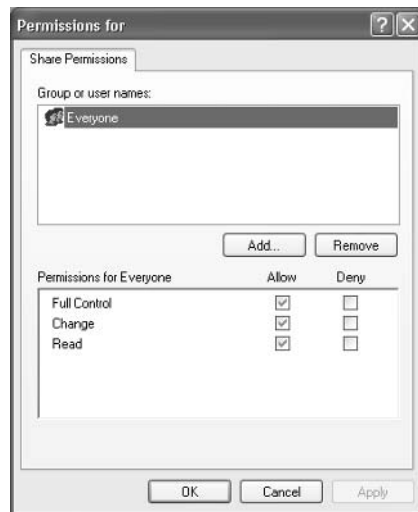 Permissions for
Share Permissions
Group or user names:
Everyone
Add...
Remove
Permissions for Everyone Allow Deny
Full Control
Change
Read
OK
Cancel
Apply